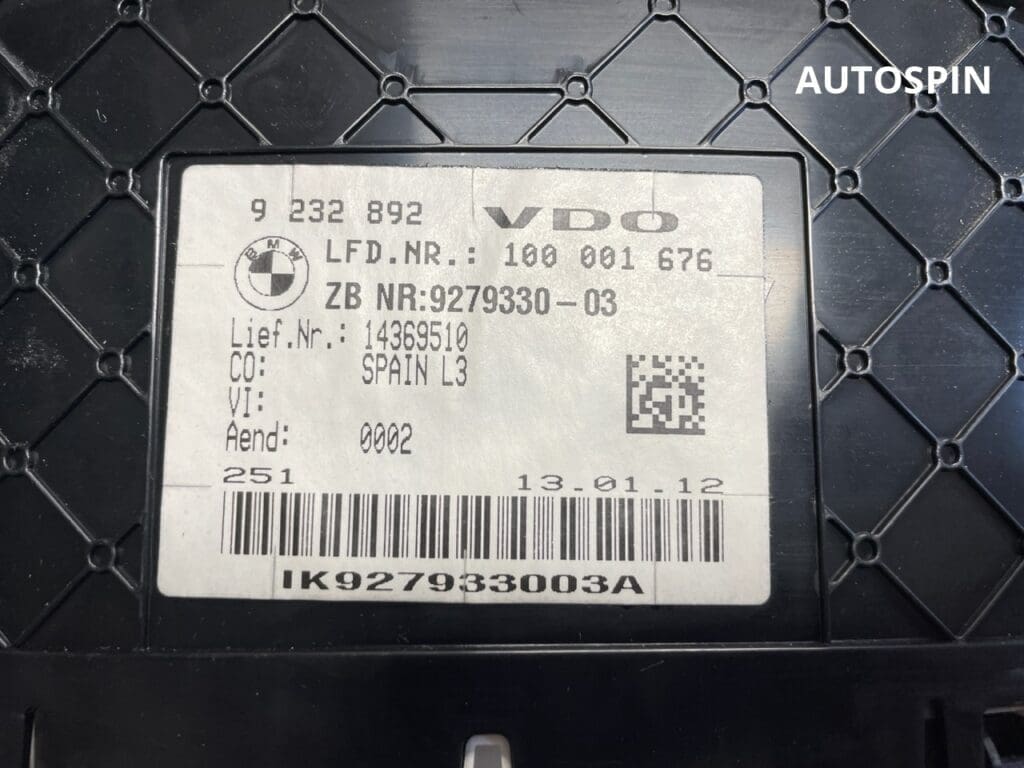 AUTOSPIN
9 232 892 VDO
BMW
LFD.NR.: 100 001 676
ZB NR:9279330-03
Lief.Nr.: 14369510
CO: SPAIN L3
VI:
Aend: 0002
251 13.01.12
IK927933003A